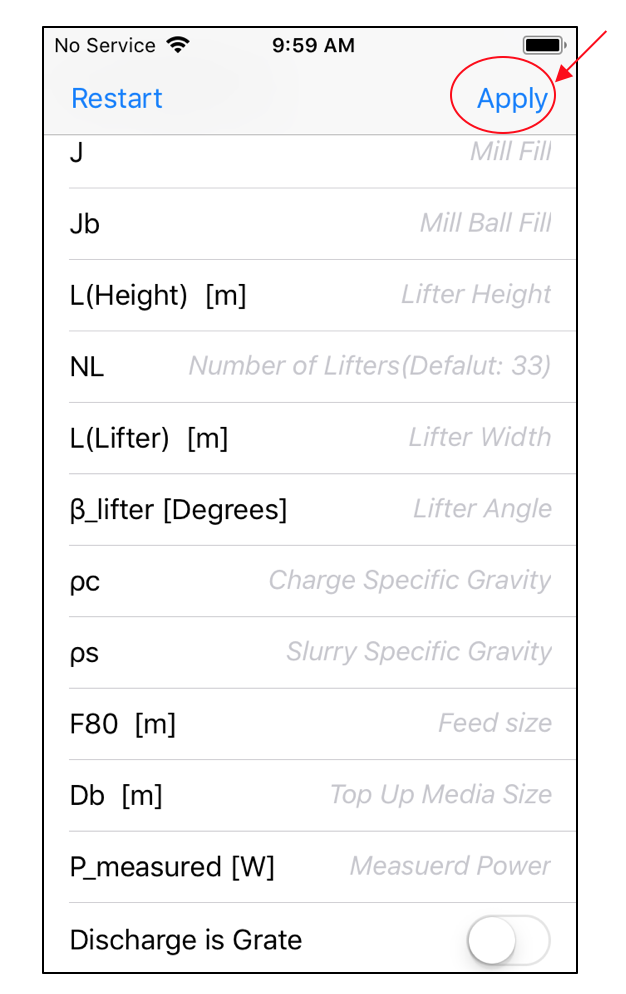 No Service 9:59 AM
Restart Apply
J Mill Fill
Jb Mill Ball Fill
L(Height) [m] Lifter Height
NL Number of Lifters(Defalut: 33)
L(Lifter) [m] Lifter Width
β_lifter [Degrees] Lifter Angle
ρc Charge Specific Gravity
ρs Slurry Specific Gravity
F80 [m] Feed size
Db [m] Top Up Media Size
P_measured [W] Measuerd Power
Discharge is Grate